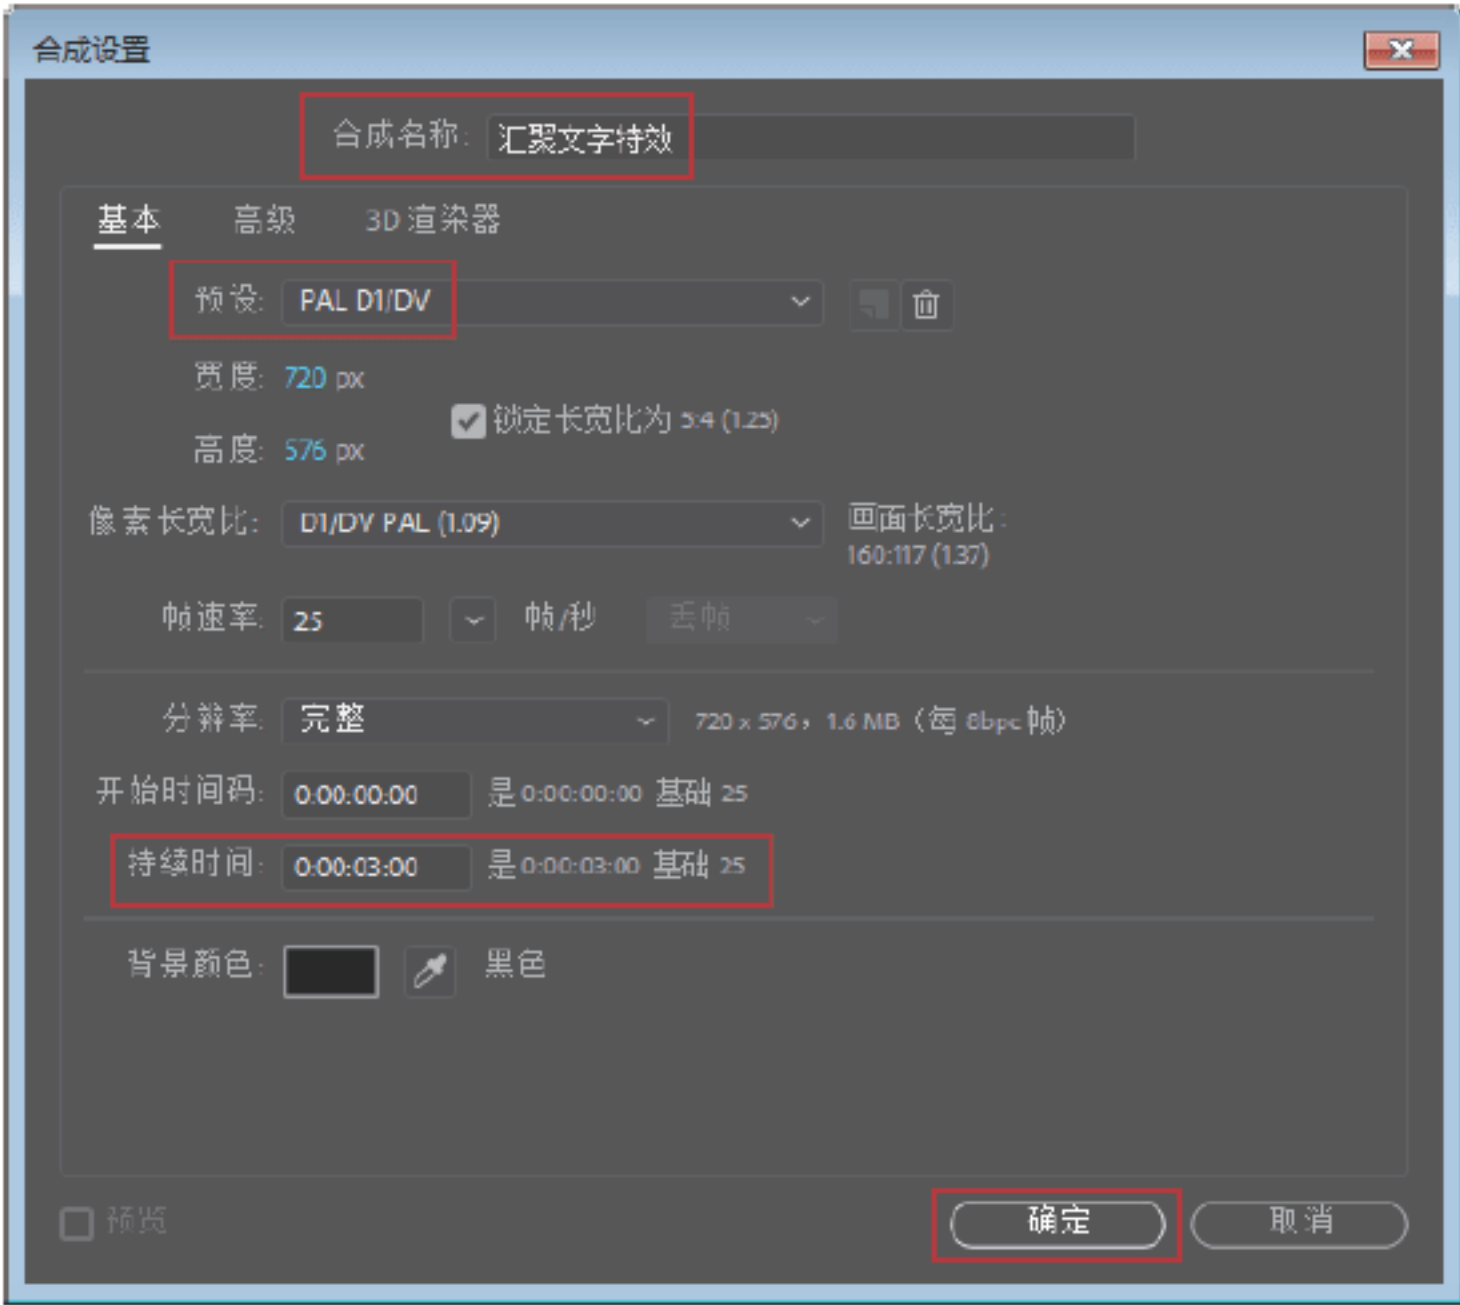 合成设置
合成名称: 汇聚文字特效
基本 高级 3D 渲染器
预设: PAL D1/DV
宽度: 720 px
锁定长宽比为 5:4 (1.25)
高度: 576 px
像素长宽比: D1/DV PAL (1.09) 画面长宽比:
160:117 (1.37)
帧速率: 25 帧/秒 丢帧
分辨率: 完整 720 x 576，1.6 MB（每 8bpc 帧）
开始时间码: 0:00:00:00 是 0:00:00:00 基础 25
持续时间: 0:00:03:00 是 0:00:03:00 基础 25
背景颜色: 黑色
预览 确定 取消